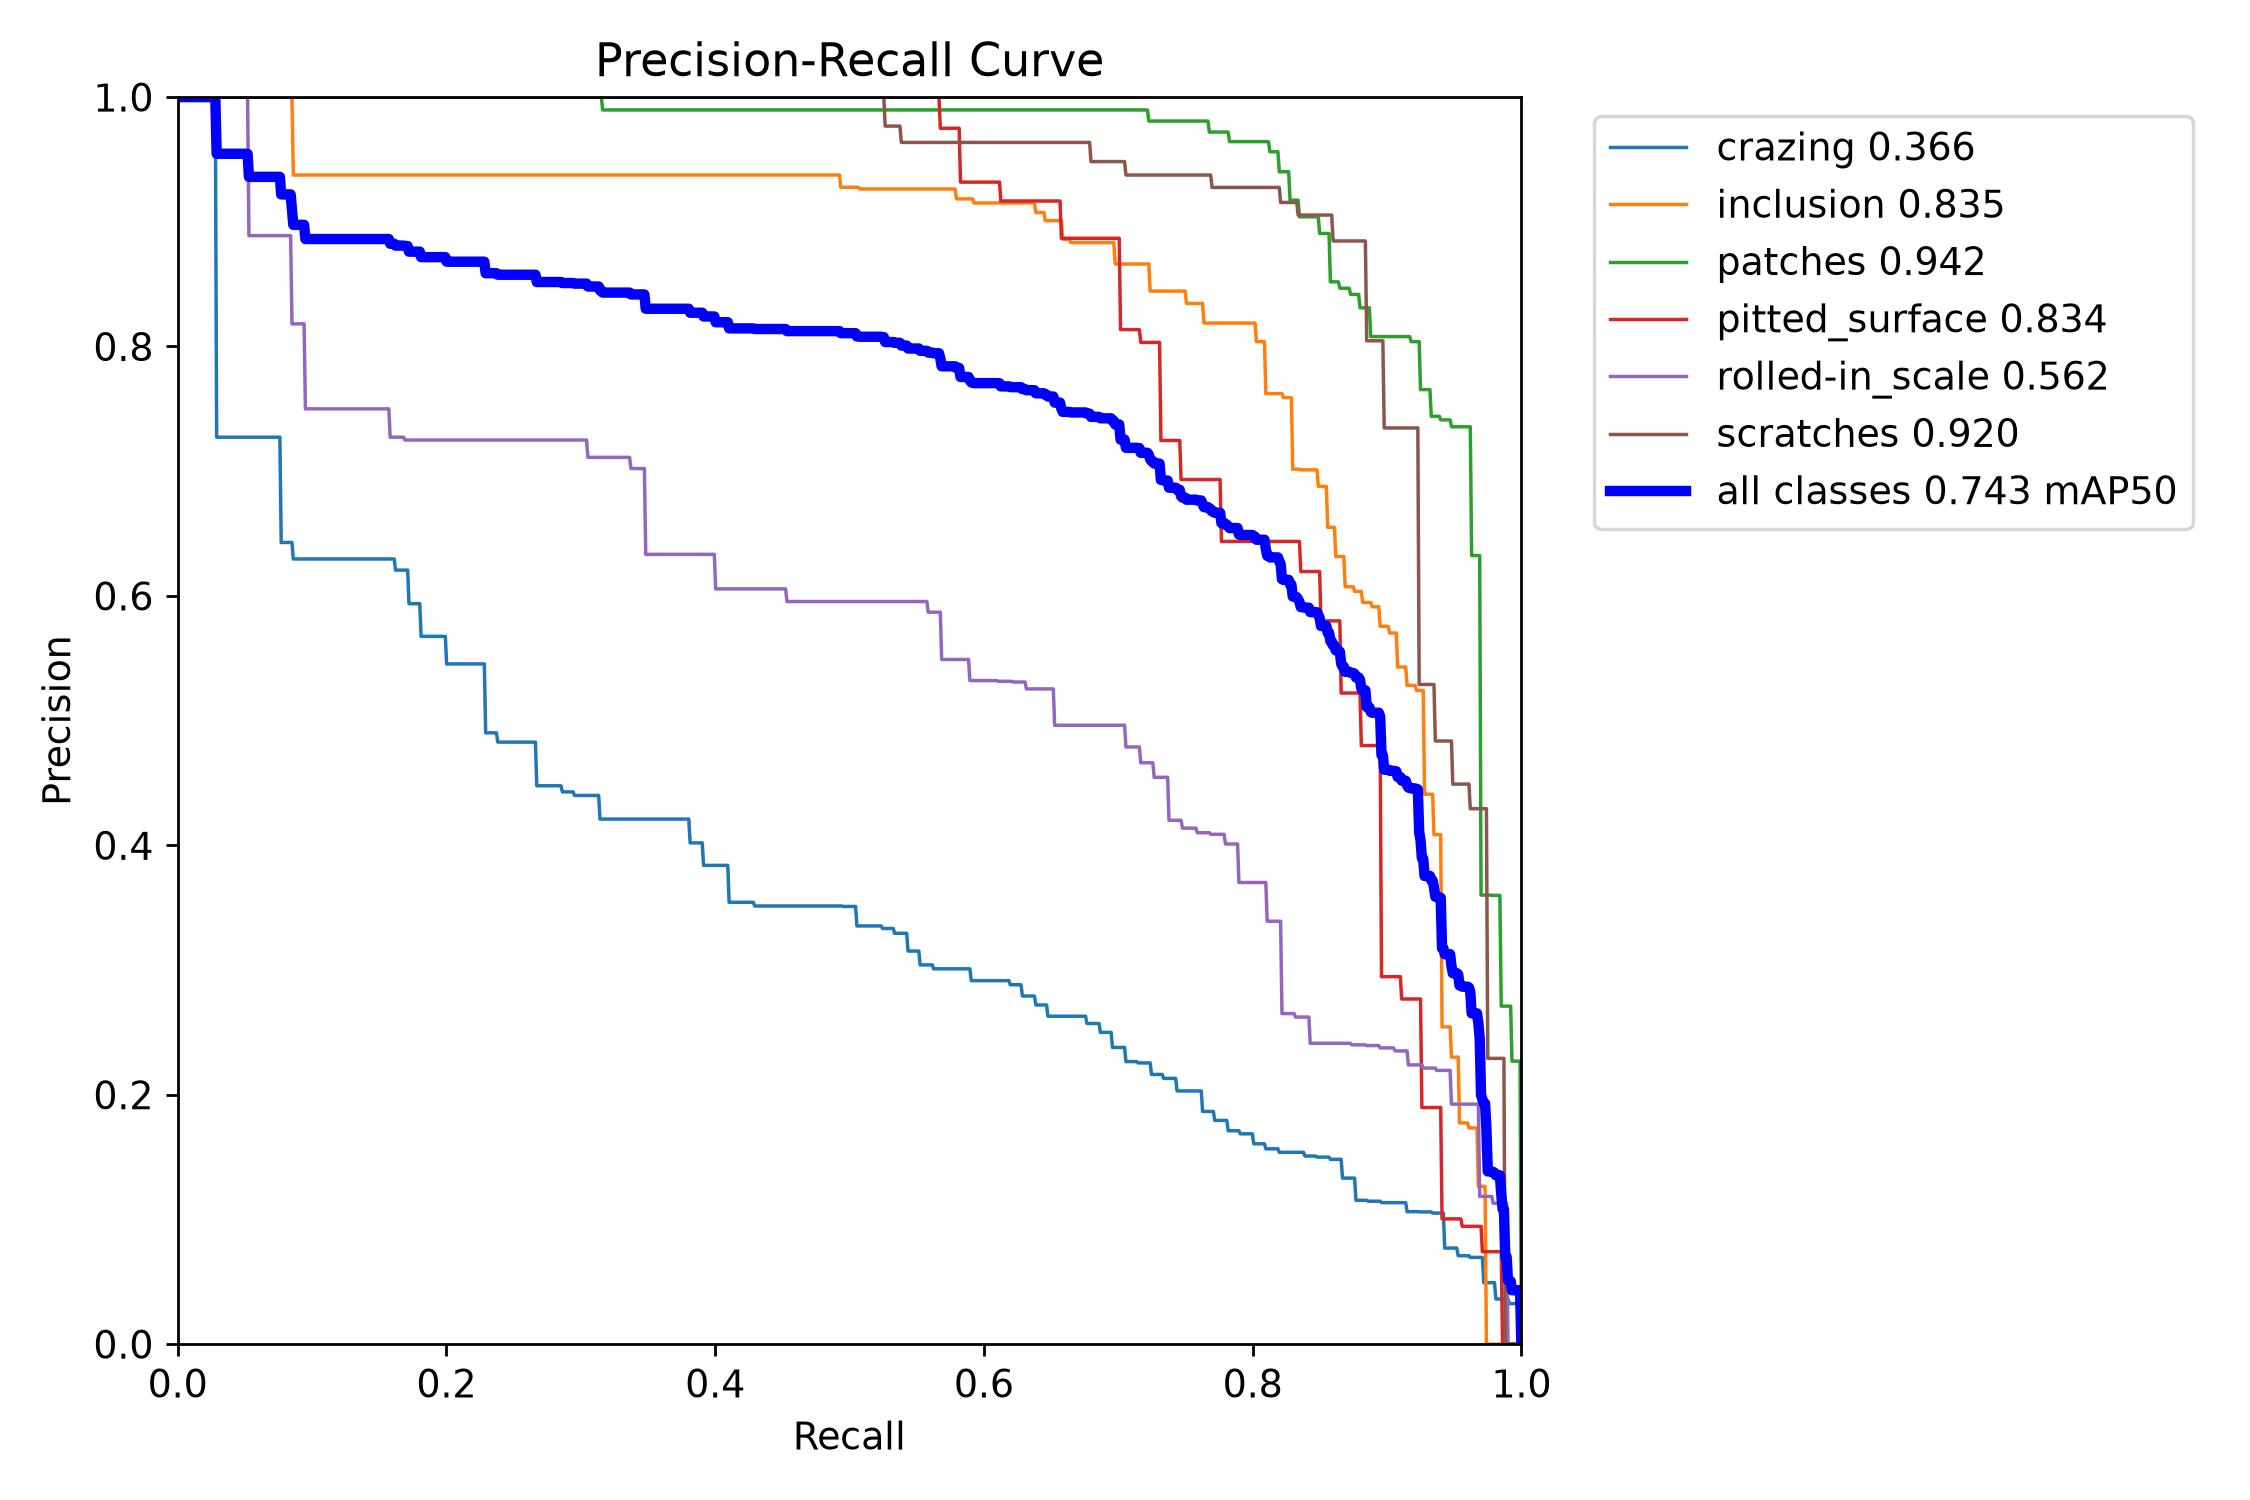 Precision-Recall Curve
1.0
0.8
0.6
0.4
0.2
0.0
Precision
0.0 0.2 0.4 0.6 0.8 1.0
Recall
crazing 0.366
inclusion 0.835
patches 0.942
pitted_surface 0.834
rolled-in_scale 0.562
scratches 0.920
all classes 0.743 mAP50